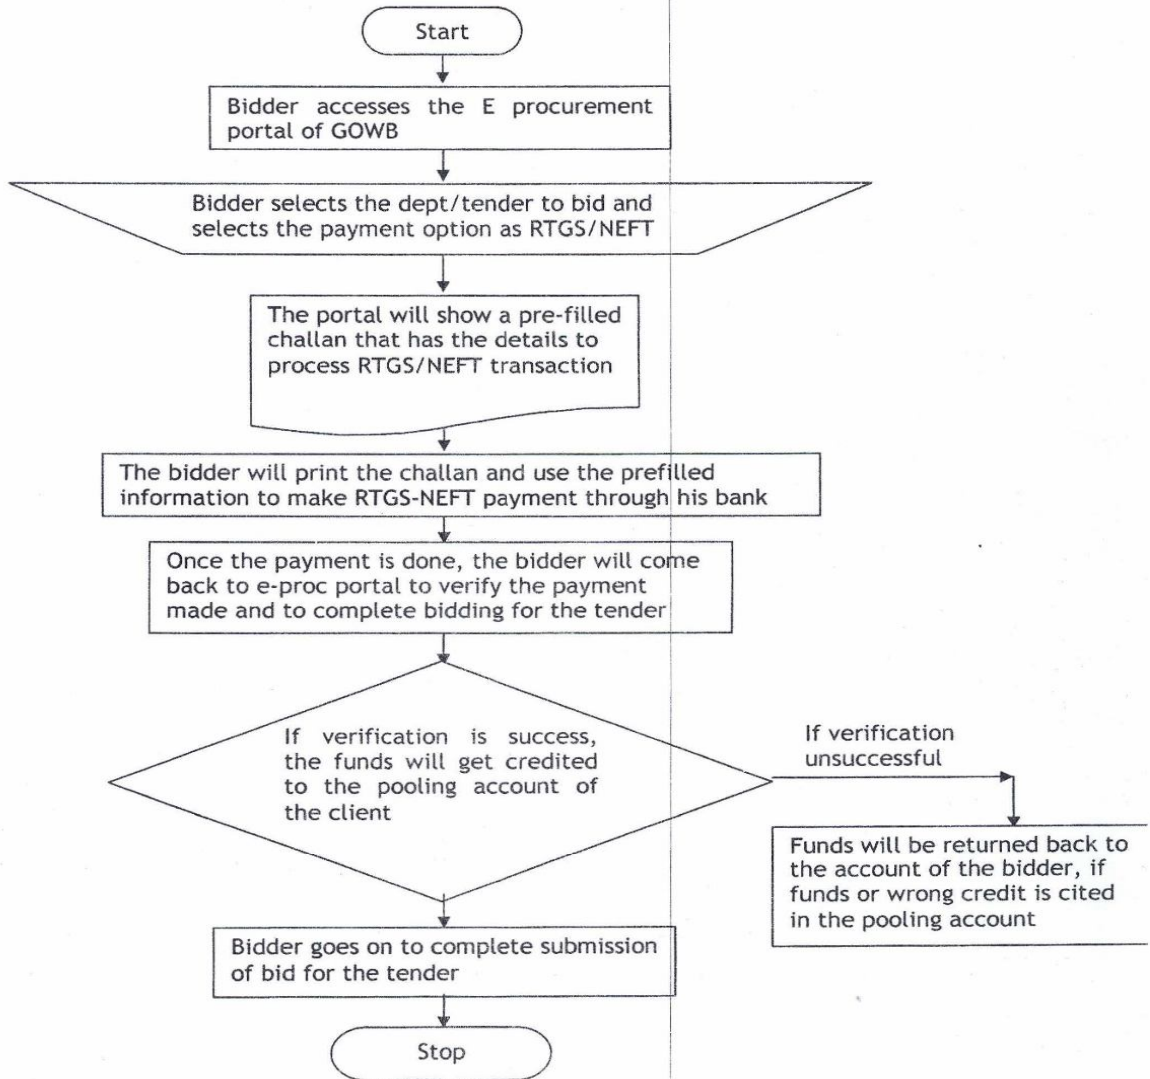 Start
Bidder accesses the E procurement
portal of GOWB
Bidder selects the dept/tender to bid and
selects the payment option as RTGS/NEFT
The portal will show a pre-filled
challan that has the details to
process RTGS/NEFT transaction
The bidder will print the challan and use the prefilled
information to make RTGS-NEFT payment through his bank
Once the payment is done, the bidder will come
back to e-proc portal to verify the payment
made and to complete bidding for the tender
If verification is success,
the funds will get credited
to the pooling account of
the client
If verification
unsuccessful
Funds will be returned back to
the account of the bidder, if
funds or wrong credit is cited
in the pooling account
Bidder goes on to complete submission
of bid for the tender
Stop